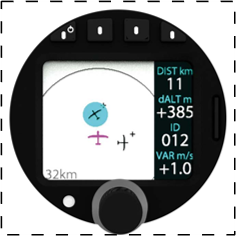 DIST km
11
dALT m
+385
ID
012
VAR m/s
+1.0
32km